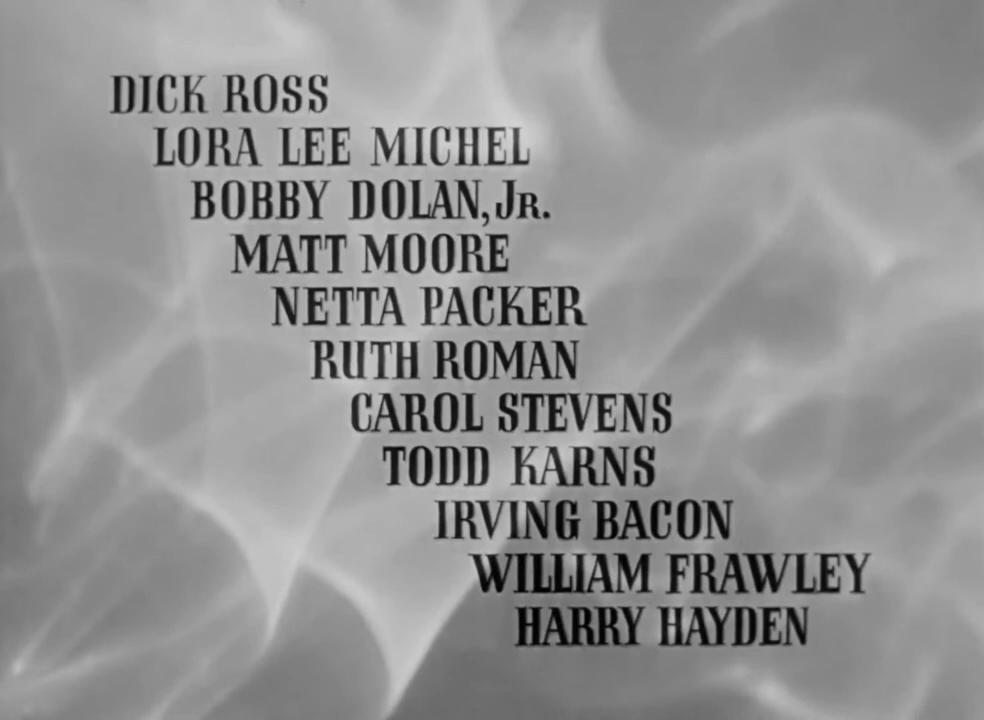 DICK ROSS
LORA LEE MICHEL
BOBBY DOLAN, JR.
MATT MOORE
NETTA PACKER
RUTH ROMAN
CAROL STEVENS
TODD KARNS
IRVING BACON
WILLIAM FRAWLEY
HARRY HAYDEN